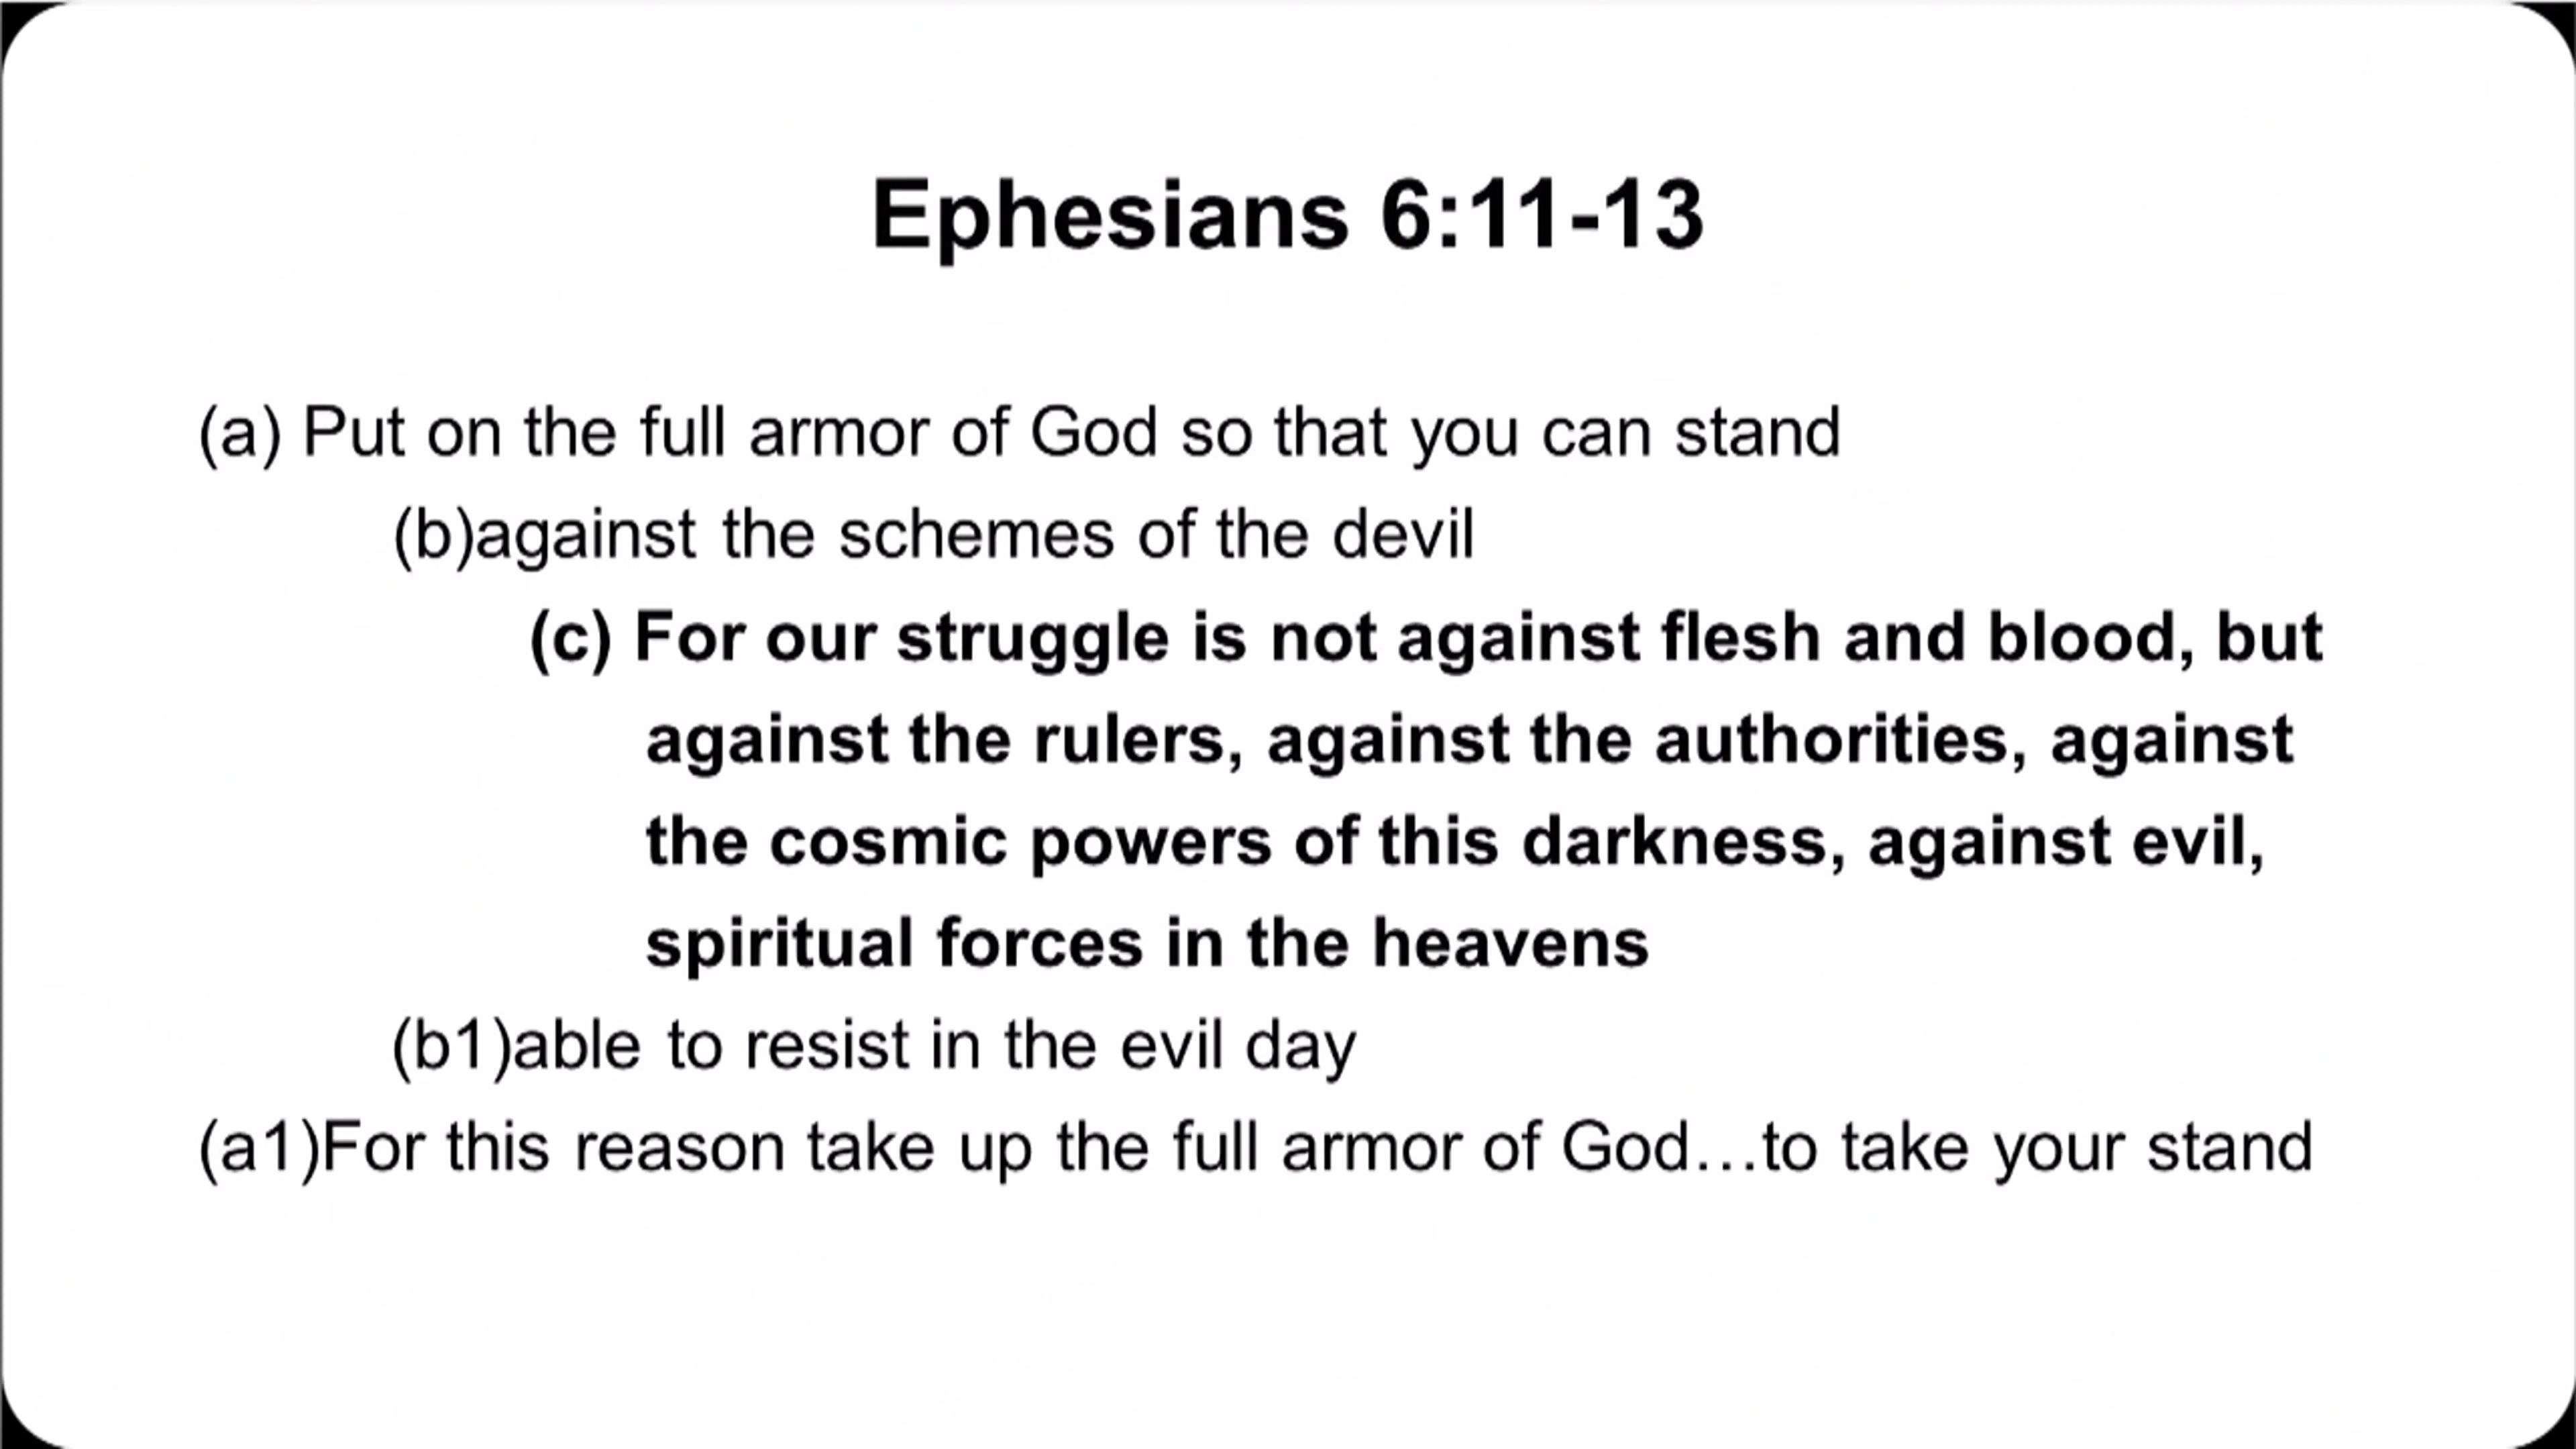 Ephesians 6:11-13
(a) Put on the full armor of God so that you can stand
(b)against the schemes of the devil
(c) For our struggle is not against flesh and blood, but
against the rulers, against the authorities, against
the cosmic powers of this darkness, against evil,
spiritual forces in the heavens
(b1)able to resist in the evil day
(a1)For this reason take up the full armor of God…to take your stand